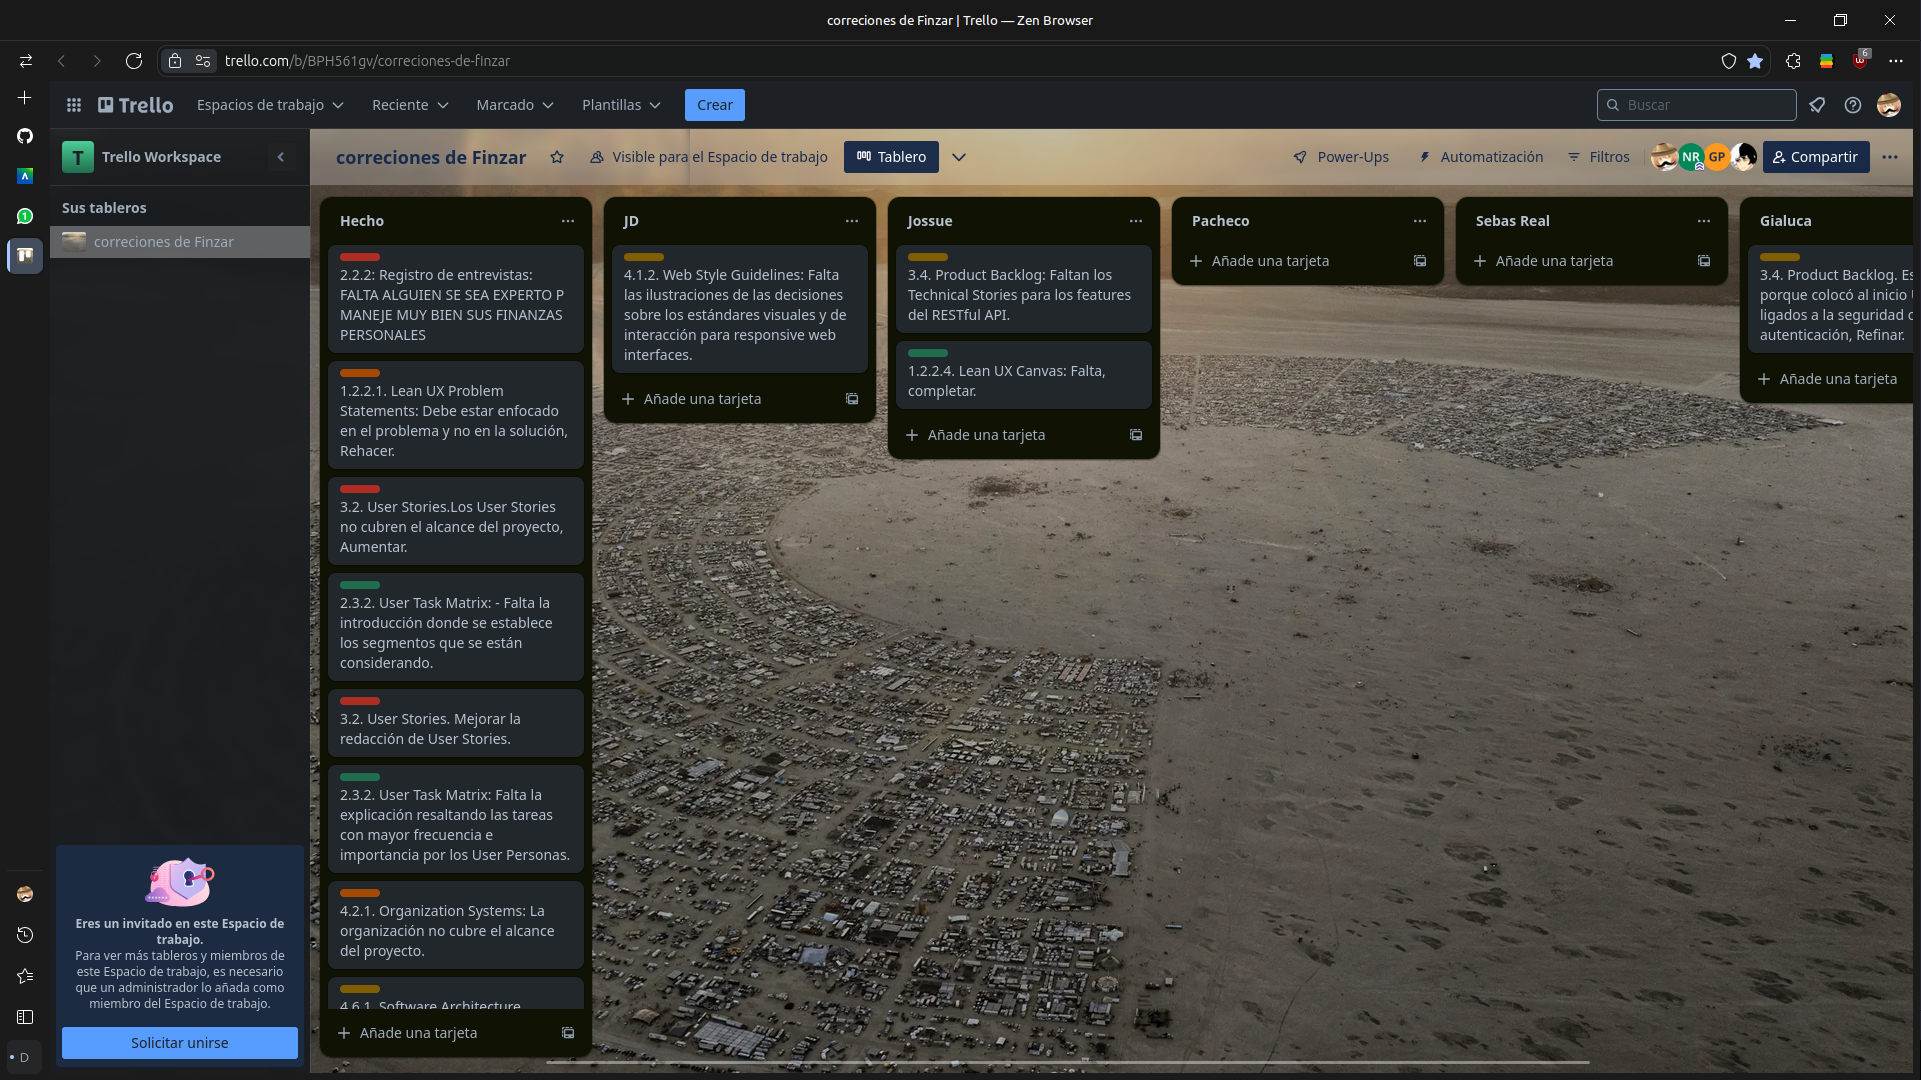 correciones de Finzar | Trello — Zen Browser
trello.com/b/BPH561gv/correciones-de-finzar
6
Trello
Espacios de trabajo
Reciente
Marcado
Plantillas
Crear
Buscar
T
Trello Workspace
correciones de Finzar
Visible para el Espacio de trabajo
Tablero
Power-Ups
Automatización
Filtros
NR
GP
Compartir
Sus tableros
correciones de Finzar
Hecho
2.2.2: Registro de entrevistas:
FALTA ALGUIEN SE SEA EXPERTO P
MANEJE MUY BIEN SUS FINANZAS
PERSONALES
1.2.2.1. Lean UX Problem
Statements: Debe estar enfocado
en el problema y no en la solución,
Rehacer.
3.2. User Stories.Los User Stories
no cubren el alcance del proyecto,
Aumentar.
2.3.2. User Task Matrix: - Falta la
introducción donde se establece
los segmentos que se están
considerando.
3.2. User Stories. Mejorar la
redacción de User Stories.
2.3.2. User Task Matrix: Falta la
explicación resaltando las tareas
con mayor frecuencia e
importancia por los User Personas.
4.2.1. Organization Systems: La
organización no cubre el alcance
del proyecto.
4.6.1. Software Architecture
Añade una tarjeta
JD
4.1.2. Web Style Guidelines: Falta
las ilustraciones de las decisiones
sobre los estándares visuales y de
interacción para responsive web
interfaces.
Añade una tarjeta
Jossue
3.4. Product Backlog: Faltan los
Technical Stories para los features
del RESTful API.
1.2.2.4. Lean UX Canvas: Falta,
completar.
Añade una tarjeta
Pacheco
Añade una tarjeta
Sebas Real
Añade una tarjeta
Gialuca
3.4. Product Backlog. Es
porque colocó al inicio
ligados a la seguridad
autenticación, Refinar.
Añade una tarjeta
Eres un invitado en este Espacio de
trabajo.
Para ver más tableros y miembros de
este Espacio de trabajo, es necesario
que un administrador lo añada como
miembro del Espacio de trabajo.
Solicitar unirse
1
D